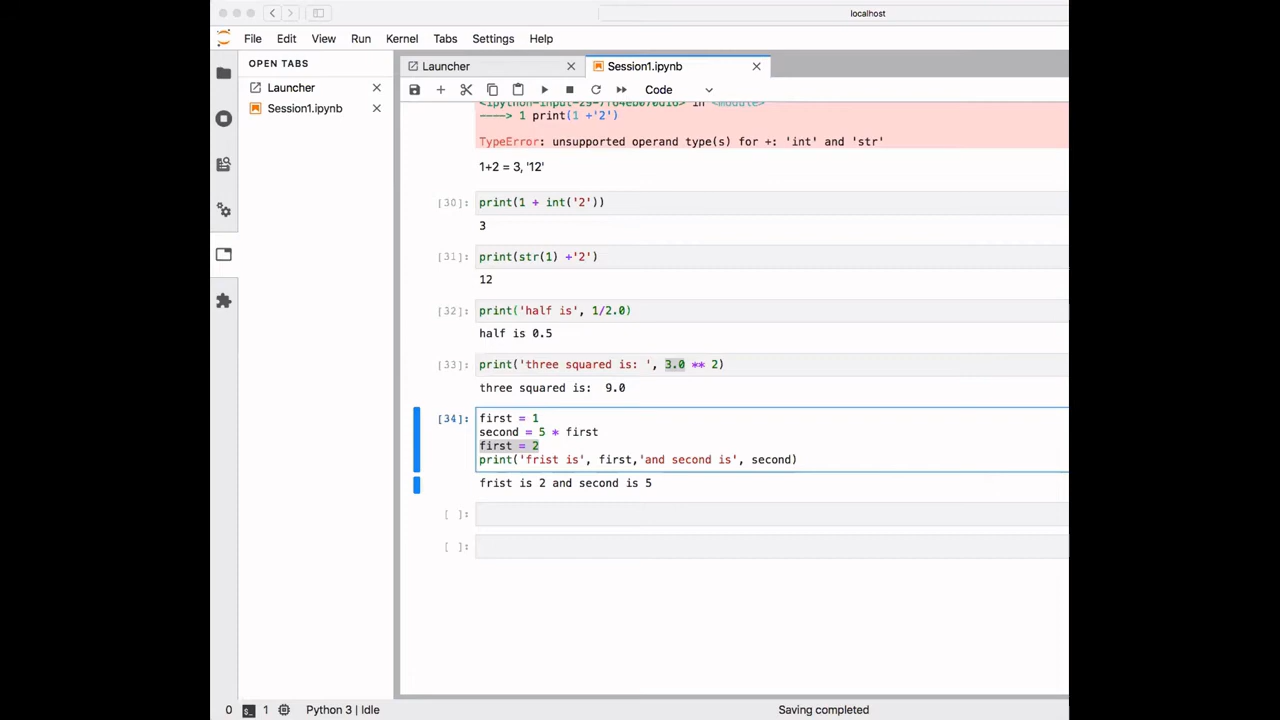 localhost
File Edit View Run Kernel Tabs Settings Help
OPEN TABS
Launcher
Session1.ipynb
Launcher
Session1.ipynb
Code
in <module>
----> 1 print(1 +'2')
TypeError: unsupported operand type(s) for +: 'int' and 'str'
1+2 = 3, '12'
[30]: print(1 + int('2'))
3
[31]: print(str(1) +'2')
12
[32]: print('half is', 1/2.0)
half is 0.5
[33]: print('three squared is: ', 3.0 ** 2)
three squared is:  9.0
[34]: first = 1
second = 5 * first
first = 2
print('frist is', first,'and second is', second)
frist is 2 and second is 5
[ ]:
[ ]:
0 1 Python 3 | Idle Saving completed